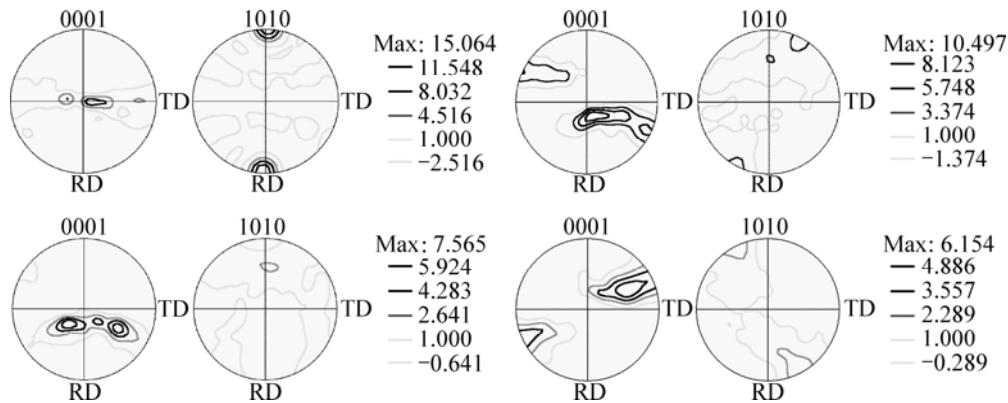 0001 1010
Max: 15.064
11.548
8.032
4.516
1.000
−2.516
TD TD
RD RD
0001 1010
Max: 10.497
8.123
5.748
3.374
1.000
−1.374
TD TD
RD RD
0001 1010
Max: 7.565
5.924
4.283
2.641
1.000
−0.641
TD TD
RD RD
0001 1010
Max: 6.154
4.886
3.557
2.289
1.000
−0.289
TD TD
RD RD